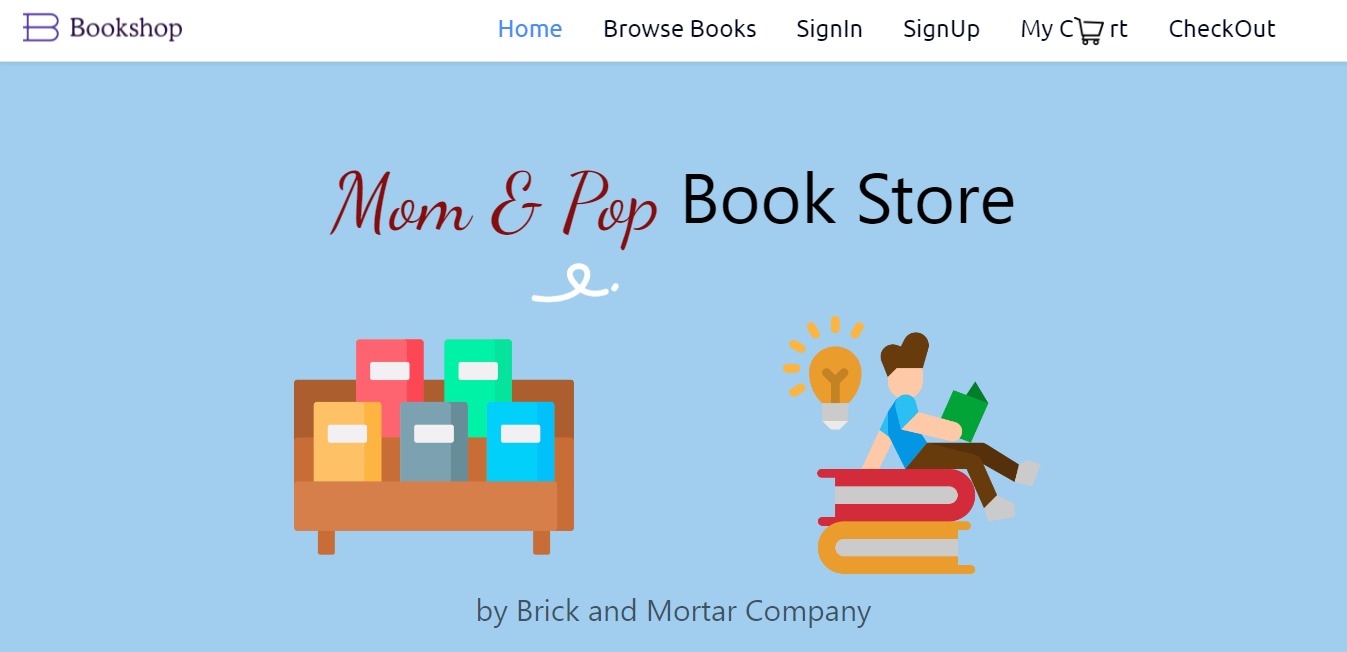 Bookshop Home Browse Books SignIn SignUp My C rt CheckOut
Mom & Pop Book Store
by Brick and Mortar Company